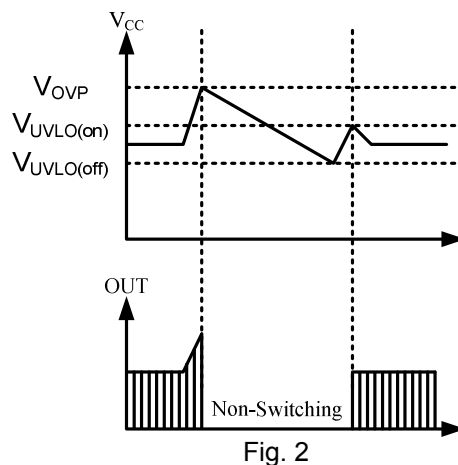 VCC
VOVP
VUVLO(on)
VUVLO(off)
OUT
Non-Switching
Fig. 2